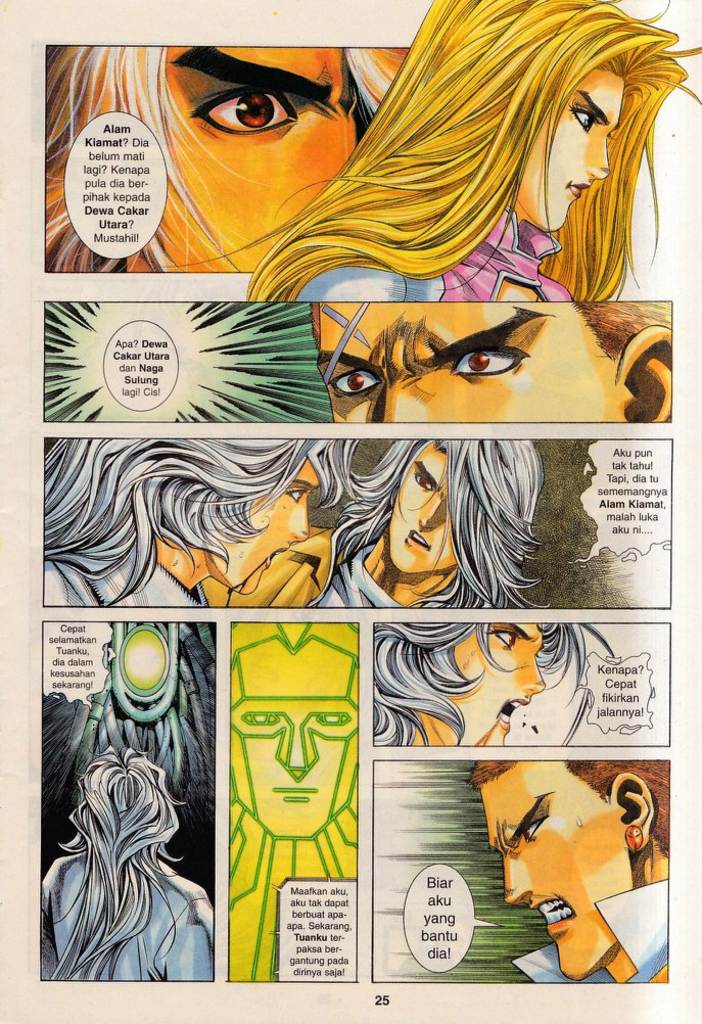 Alam
Kiamat? Dia
belum mati
lagi? Kenapa
pula dia ber-
pihak kepada
Dewa Cakar
Utara?
Mustahil!
Apa? Dewa
Cakar Utara
dan Naga
Sulung
lagi! Cis!
Aku pun
tak tahu!
Tapi, dia tu
sememangnya
Alam Kiamat,
malah luka
aku ni....
Cepat
selamatkan
Tuanku,
dia dalam
kesusahan
sekarang!
Maafkan aku,
aku tak dapat
berbuat apa-
apa. Sekarang,
Tuanku ter-
paksa ber-
gantung pada
dirinya saja!
Kenapa?
Cepat
fikirkan
jalannya!
Biar
aku
yang
bantu
dia!
25